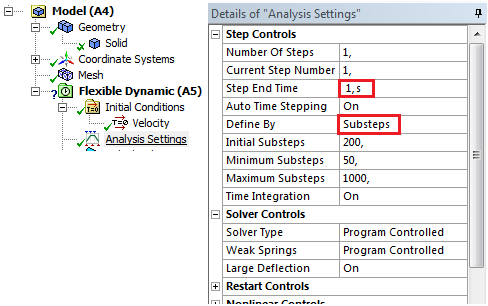 Model (A4)
Geometry
Solid
Coordinate Systems
Mesh
Flexible Dynamic (A5)
Initial Conditions
T=0
Velocity
Analysis Settings
Details of "Analysis Settings"
Step Controls
Number Of Steps 1,
Current Step Number 1,
Step End Time 1, s
Auto Time Stepping On
Define By Substeps
Initial Substeps 200,
Minimum Substeps 50,
Maximum Substeps 1000,
Time Integration On
Solver Controls
Solver Type Program Controlled
Weak Springs Program Controlled
Large Deflection On
Restart Controls
Nonlinear Controls